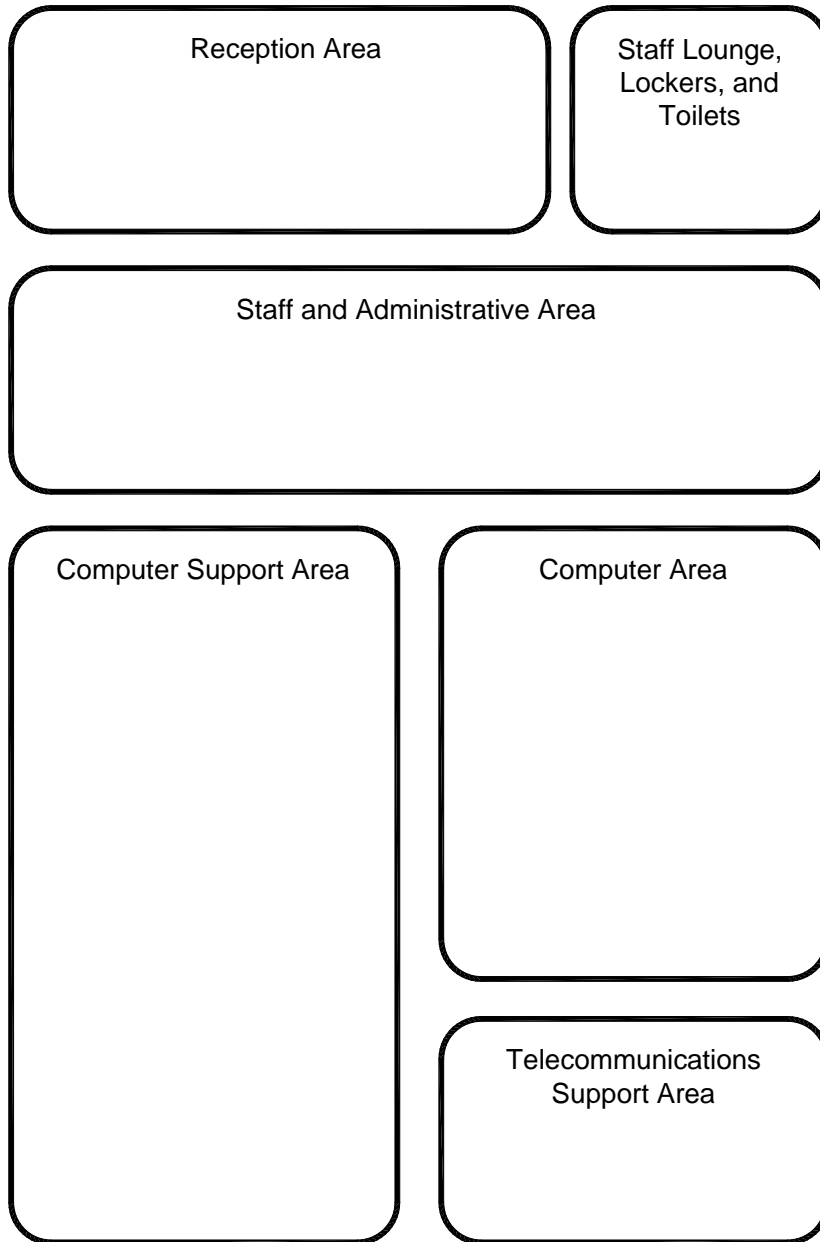 Reception Area
Staff Lounge,
Lockers, and
Toilets
Staff and Administrative Area
Computer Support Area
Computer Area
Telecommunications
Support Area